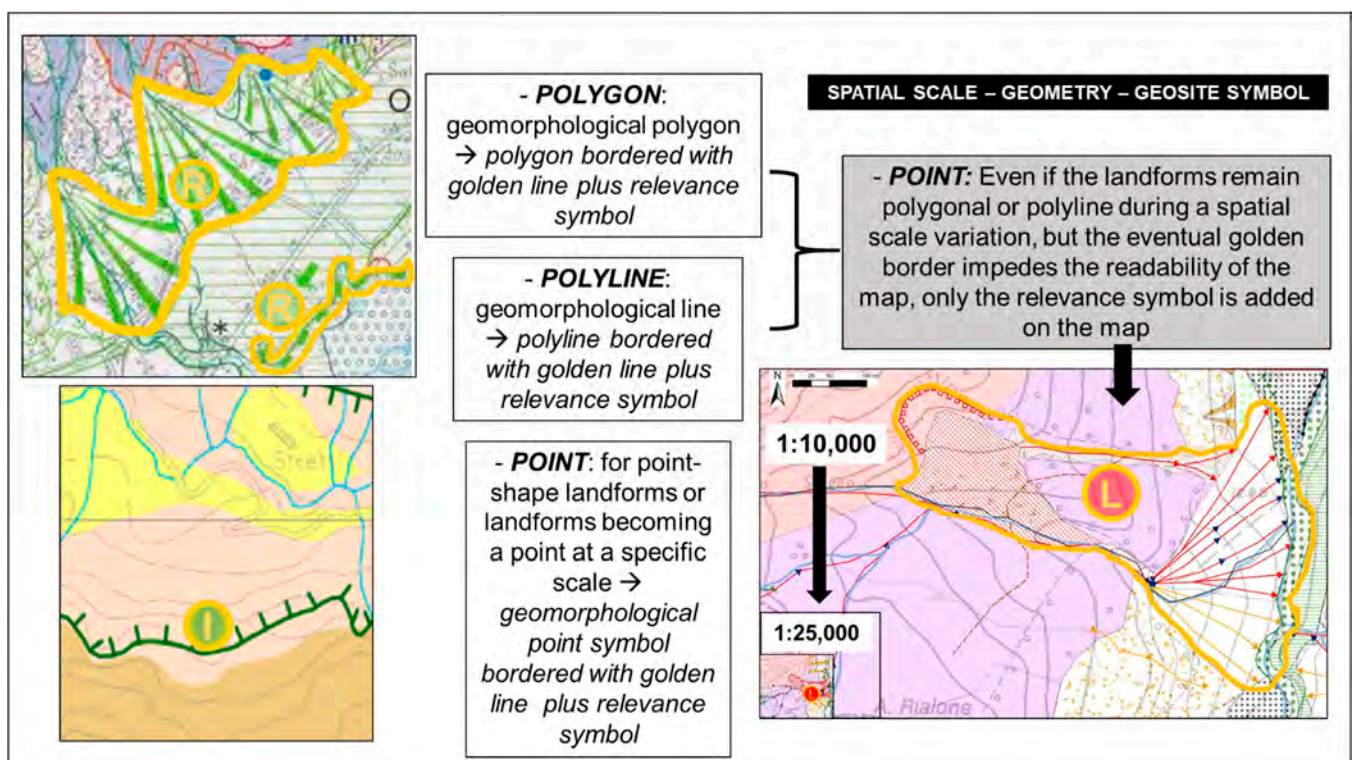 - POLYGON:
geomorphological polygon
→ polygon bordered with
golden line plus relevance
symbol
SPATIAL SCALE – GEOMETRY – GEOSITE SYMBOL
- POINT: Even if the landforms remain
polygonal or polyline during a spatial
scale variation, but the eventual golden
border impedes the readability of the
map, only the relevance symbol is added
on the map
- POLYLINE:
geomorphological line
→ polyline bordered
with golden line plus
relevance symbol
- POINT: for point-
shape landforms or
landforms becoming
a point at a specific
scale →
geomorphological
point symbol
bordered with golden
line plus relevance
symbol
R
R
O
*
I
N
1:10,000
L
1:25,000
L
A. Rialone